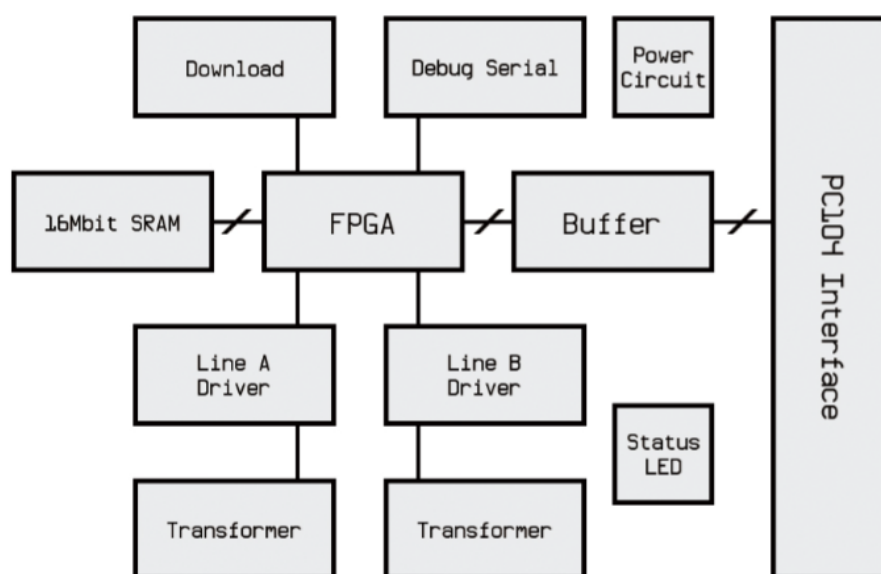 Download
Debug Serial
Power
Circuit
16Mbit SRAM
FPGA
Buffer
PC104 Interface
Line A
Driver
Line B
Driver
Status
LED
Transformer
Transformer